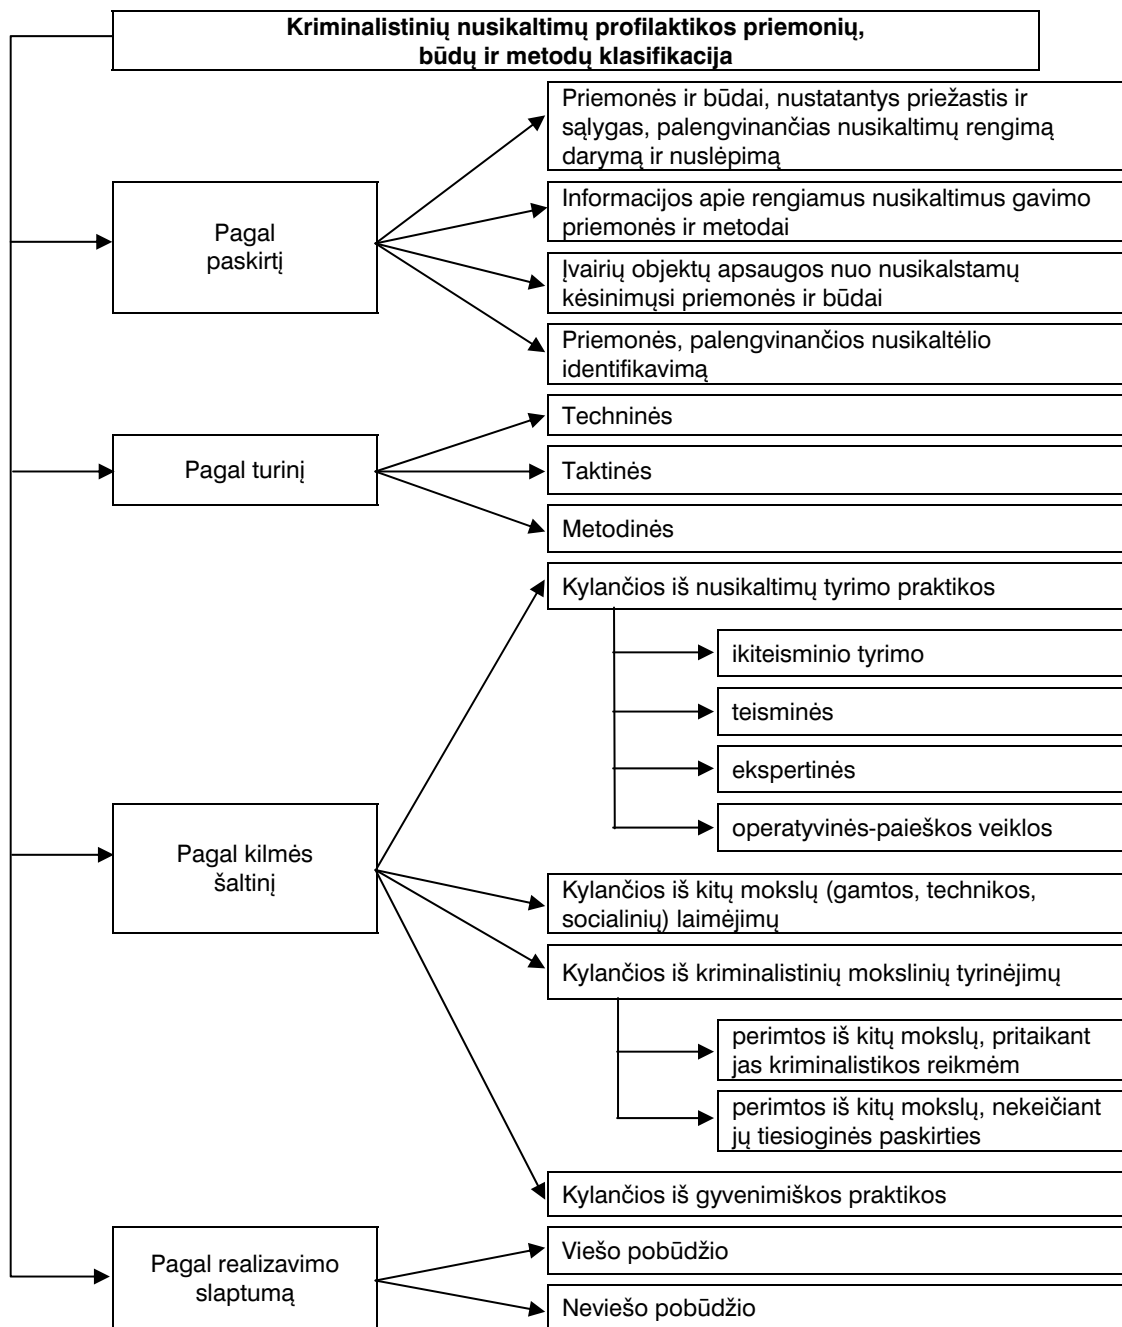 Kriminalistinių nusikaltimų profilaktikos priemonių,
būdų ir metodų klasifikacija
Priemonės ir būdai, nustatantys priežastis ir
sąlygas, palengvinančias nusikaltimų rengimą
darymą ir nuslėpimą
Pagal
paskirtį
Informacijos apie rengiamus nusikaltimus gavimo
priemonės ir metodai
Įvairių objektų apsaugos nuo nusikalstamų
kėsinimųsi priemonės ir būdai
Priemonės, palengvinančios nusikaltėlio
identifikavimą
Pagal turinį
Techninės
Taktinės
Metodinės
Pagal kilmės
šaltinį
Kylančios iš nusikaltimų tyrimo praktikos
ikiteisminio tyrimo
teisminės
ekspertinės
operatyvinės-paieškos veiklos
Kylančios iš kitų mokslų (gamtos, technikos,
socialinių) laimėjimų
Kylančios iš kriminalistinių mokslinių tyrinėjimų
perimtos iš kitų mokslų, pritaikant
jas kriminalistikos reikmėm
perimtos iš kitų mokslų, nekeičiant
jų tiesioginės paskirties
Kylančios iš gyvenimiškos praktikos
Pagal realizavimo
slaptumą
Viešo pobūdžio
Neviešo pobūdžio